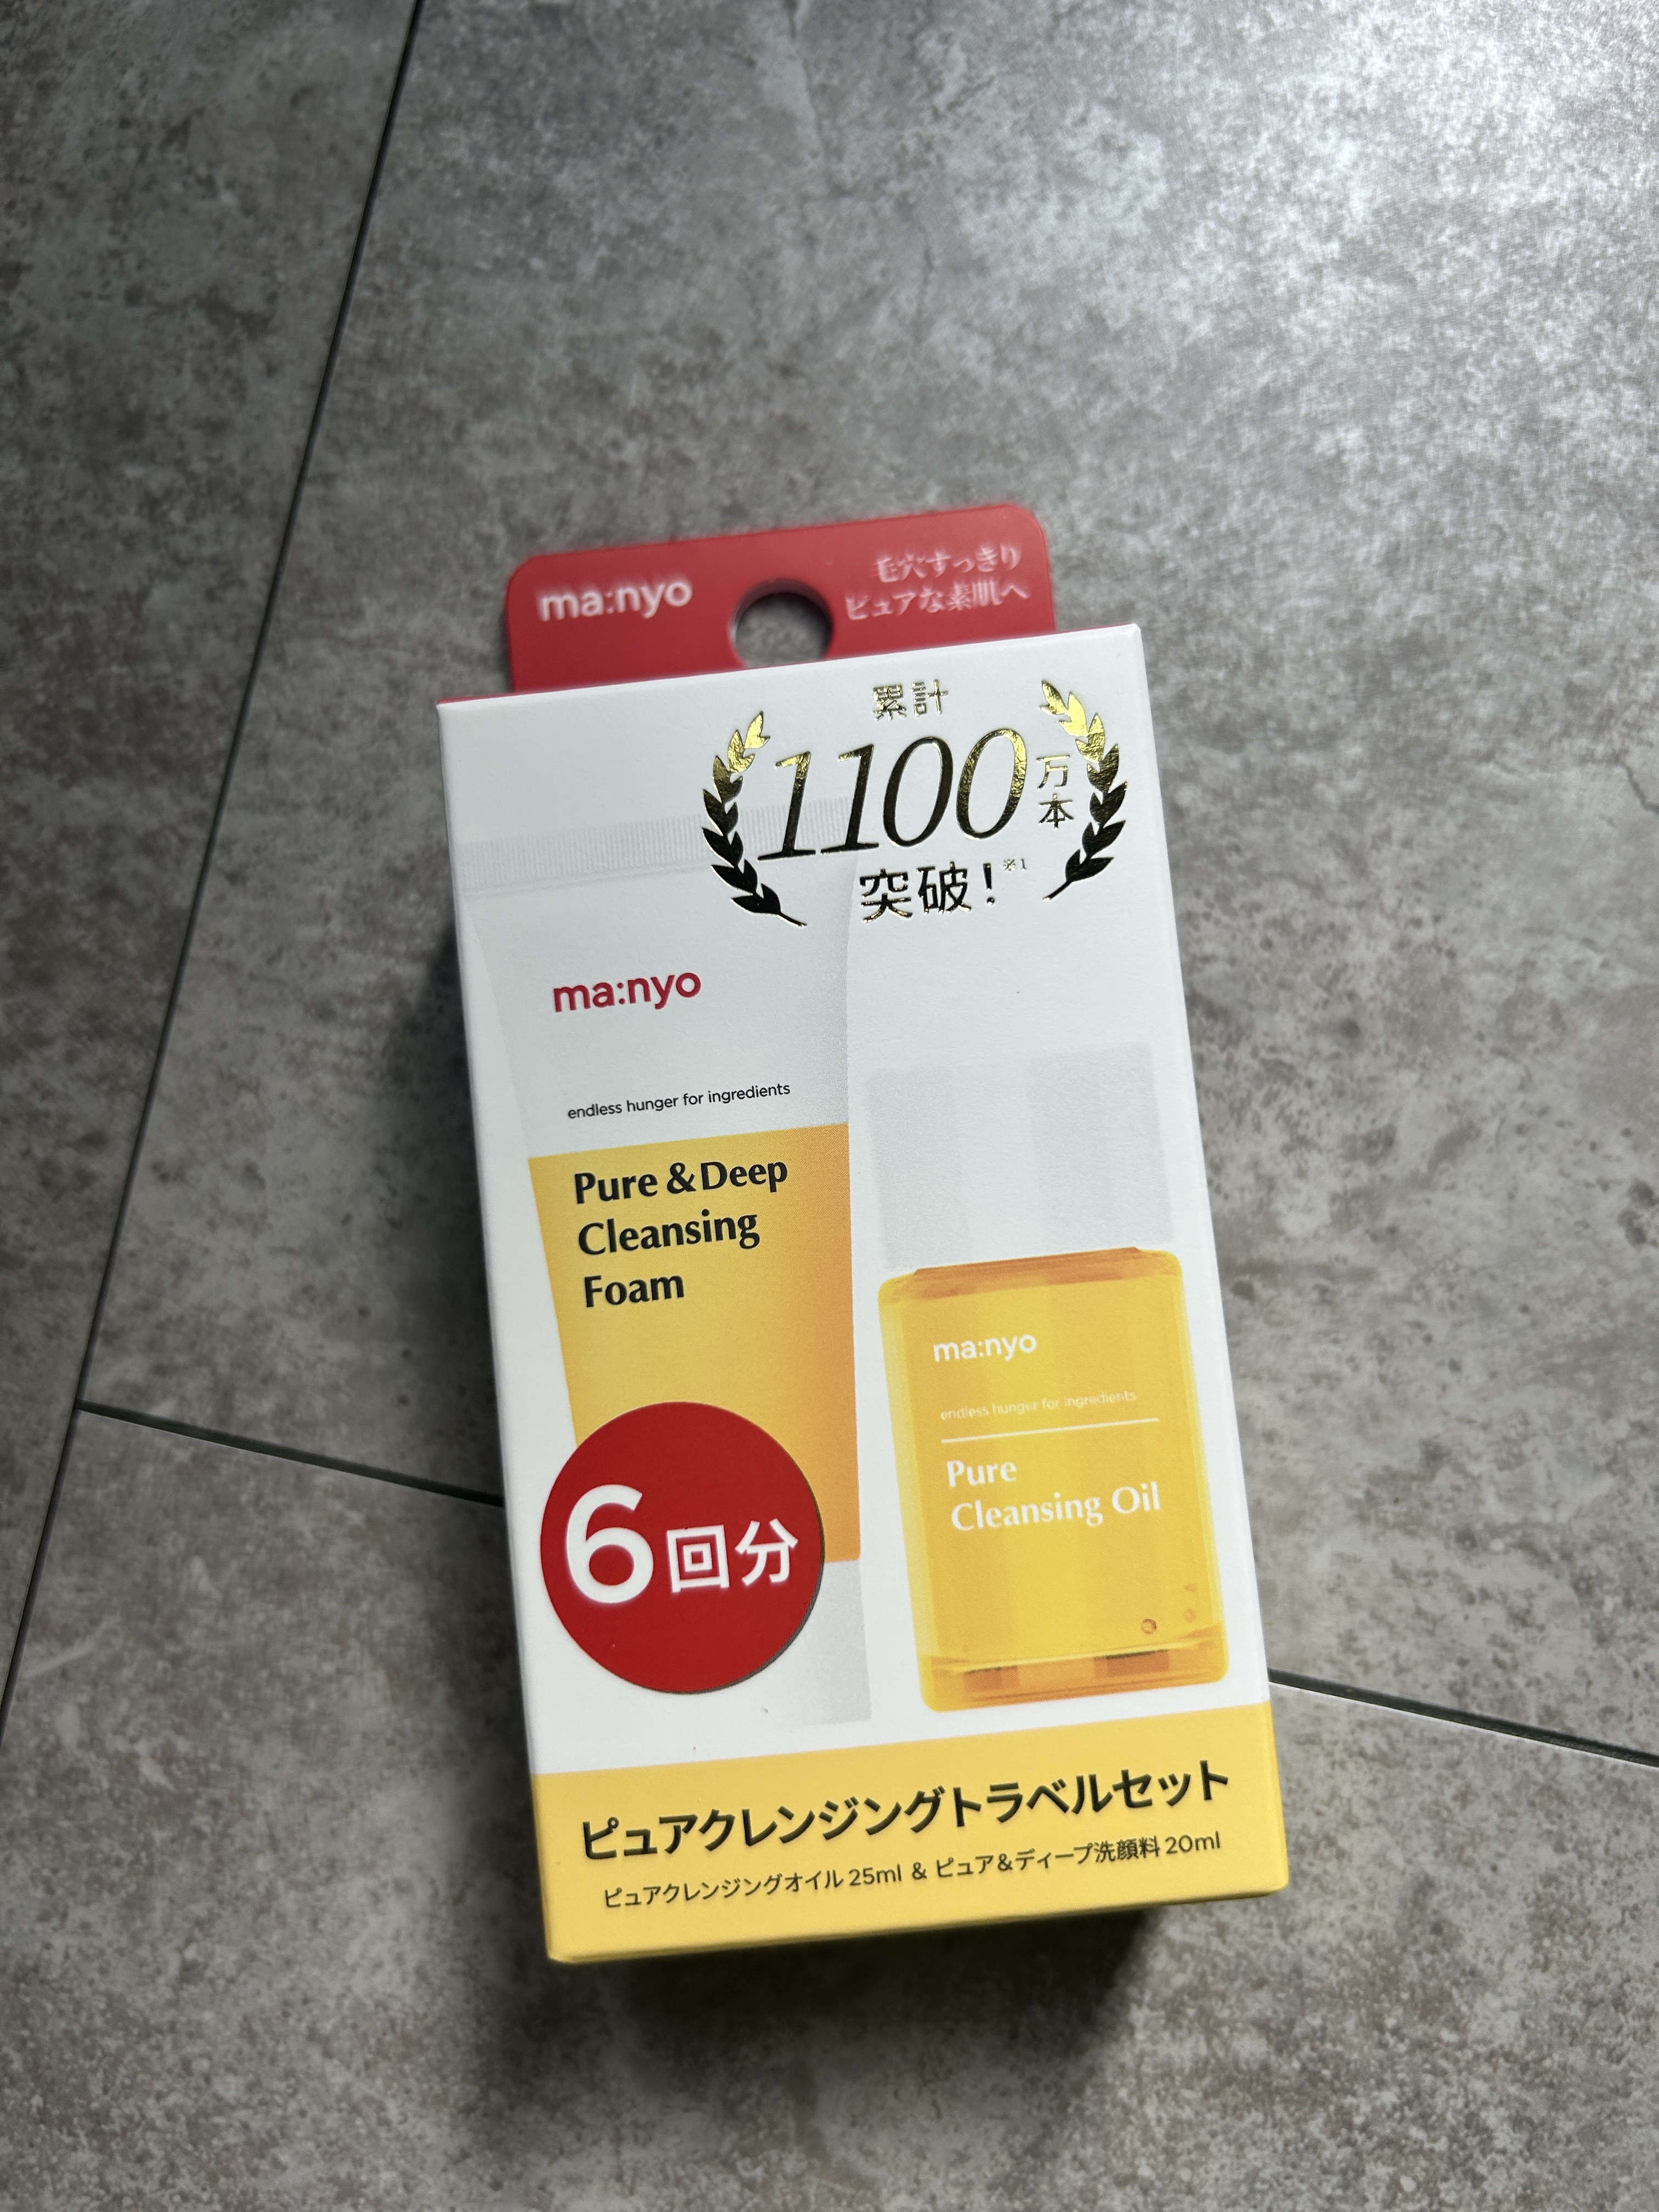 ma:nyo
毛穴すっきり
ピュアな素肌へ
累計
1100万本
突破!※1
ma:nyo
endless hunger for ingredients
Pure & Deep
Cleansing
Foam
6回分
ma:nyo
endless hunger for ingredients
Pure
Cleansing Oil
ピュアクレンジングトラベルセット
ピュアクレンジングオイル 25ml & ピュア&ディープ洗顔料 20ml